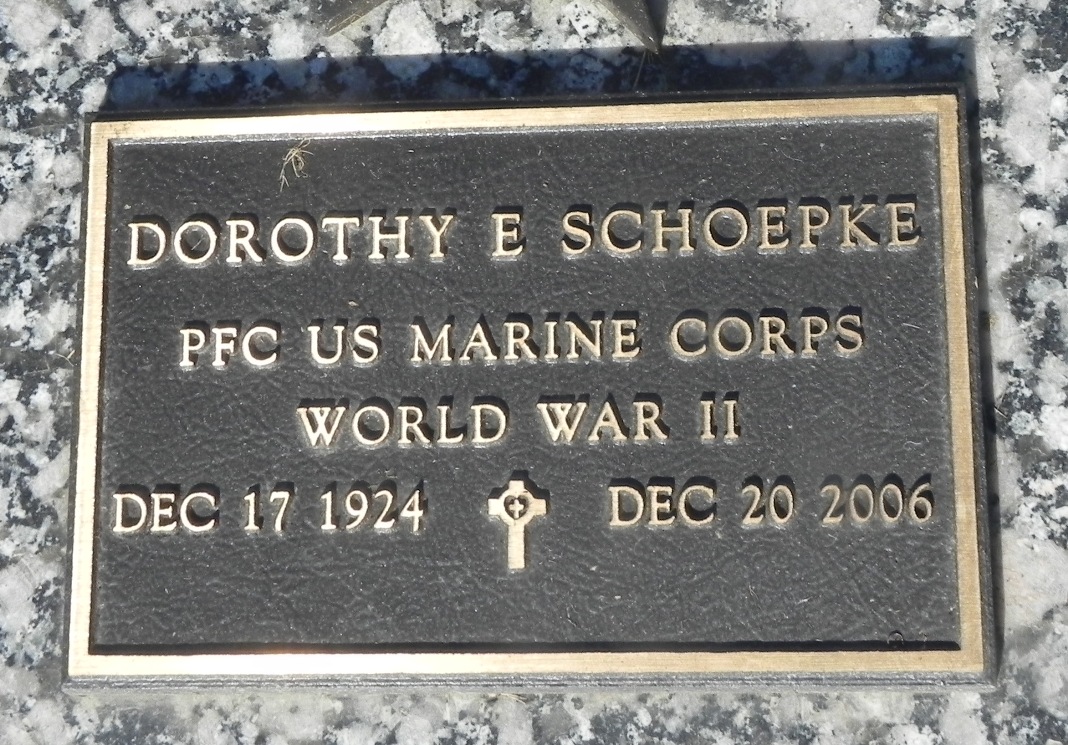 DOROTHY E SCHOEPKE
PFC US MARINE CORPS
WORLD WAR II
DEC 17 1924 DEC 20 2006